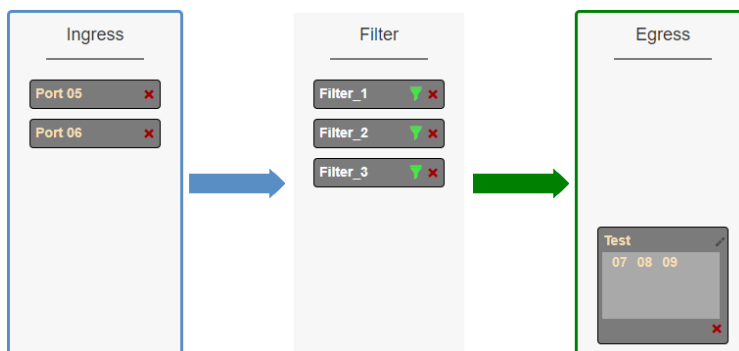 Ingress
Port 05
Port 06
Filter
Filter_1
Filter_2
Filter_3
Egress
Test
07 08 09